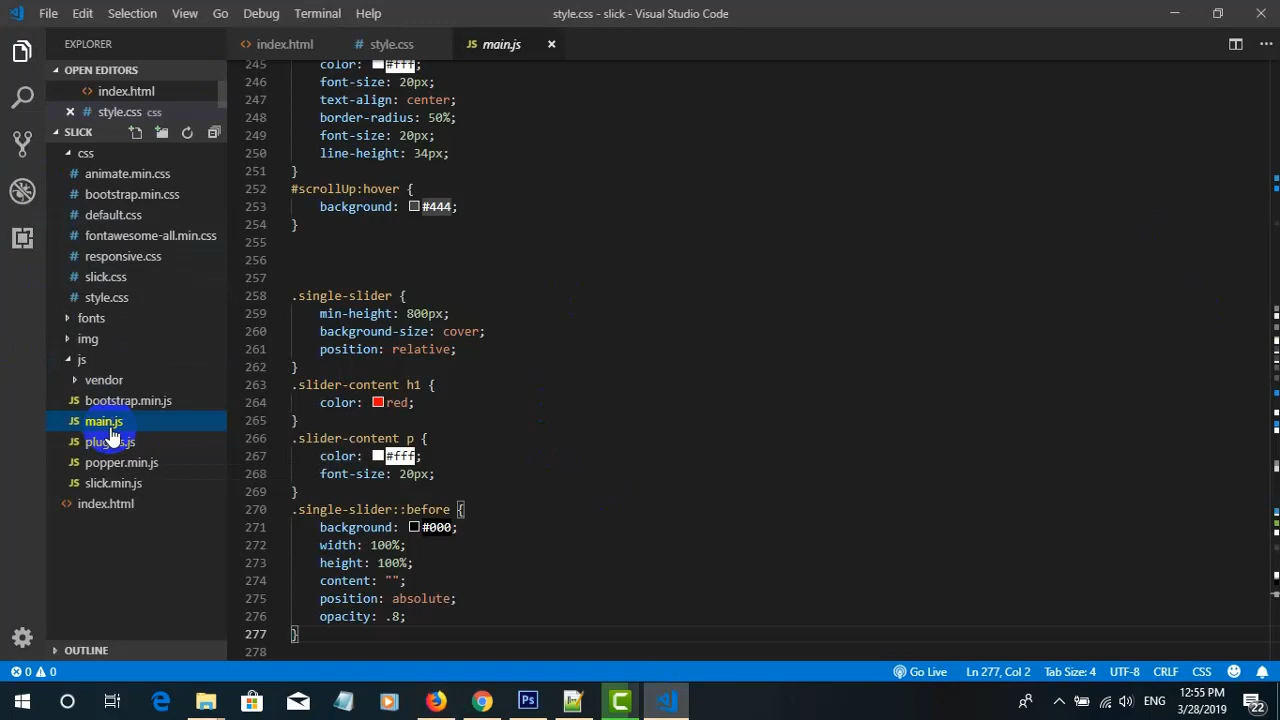 File Edit Selection View Go Debug Terminal Help
style.css - slick - Visual Studio Code
EXPLORER
index.html
style.css
main.js
OPEN EDITORS
index.html
style.css css
SLICK
css
animate.min.css
bootstrap.min.css
default.css
fontawesome-all.min.css
responsive.css
slick.css
style.css
fonts
img
js
vendor
bootstrap.min.js
main.js
popper.min.js
slick.min.js
index.html
OUTLINE
245 color: #fff;
246 font-size: 20px;
247 text-align: center;
248 border-radius: 50%;
249 font-size: 20px;
250 line-height: 34px;
251 }
252 #scrollUp:hover {
253 background: #444;
254 }
255
256
257
258 .single-slider {
259 min-height: 800px;
260 background-size: cover;
261 position: relative;
262 }
263 .slider-content h1 {
264 color: red;
265 }
266 .slider-content p {
267 color: #fff;
268 font-size: 20px;
269 }
270 .single-slider::before {
271 background: #000;
272 width: 100%;
273 height: 100%;
274 content: "";
275 position: absolute;
276 opacity: .8;
277 }
278
0 0
Go Live Ln 277, Col 2 Tab Size: 4 UTF-8 CRLF CSS
ENG
12:55 PM
3/28/2019
22